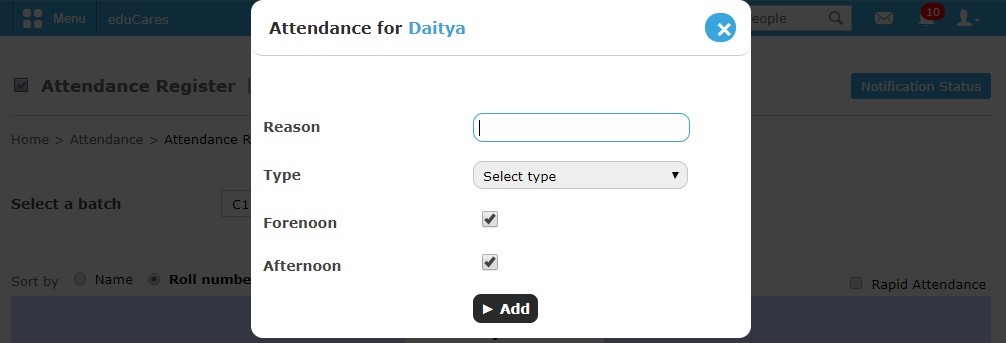 Menu eduCares
Attendance for Daitya
eople
10
Attendance Register |
Notification Status
Reason
Home > Attendance > Attendance R
Type Select type
Select a batch
C1
Forenoon
Afternoon
Sort by Name Roll numbe
Rapid Attendance
Add